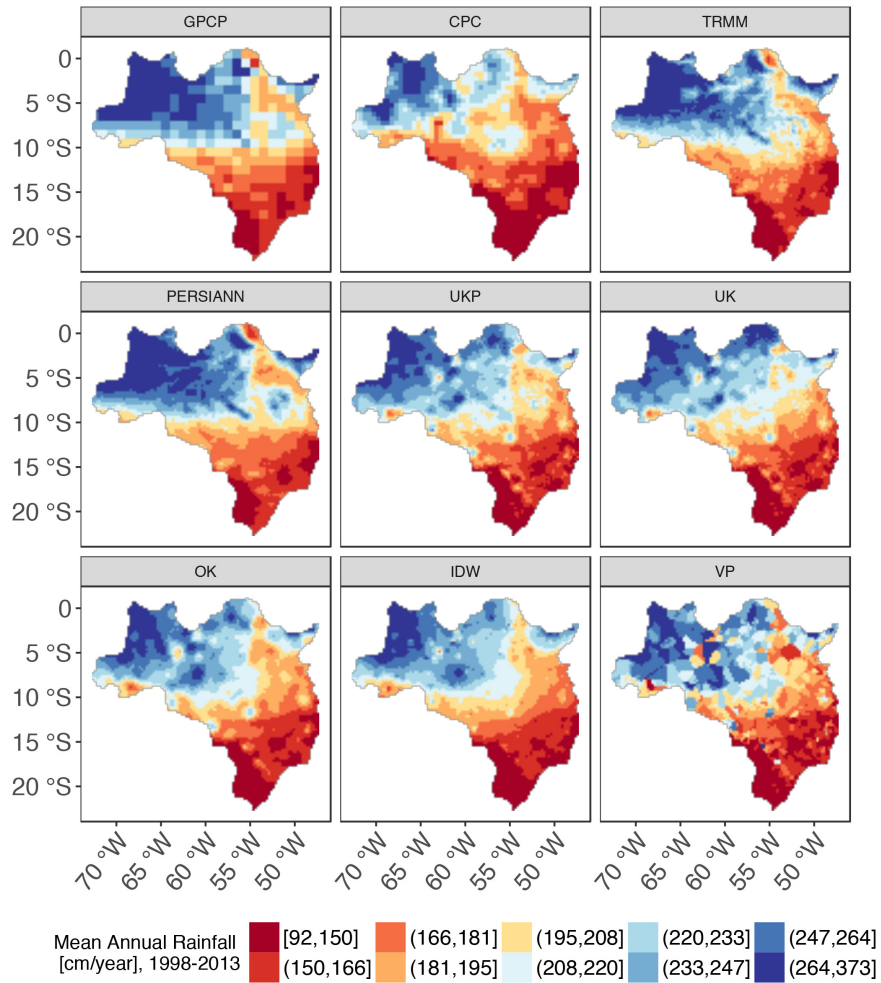 GPCP CPC TRMM
0
5 °S
10 °S
15 °S
20 °S
PERSIANN UKP UK
0
5 °S
10 °S
15 °S
20 °S
OK IDW VP
0
5 °S
10 °S
15 °S
20 °S
70 °W 65 °W 60 °W 55 °W 50 °W 70 °W 65 °W 60 °W 55 °W 50 °W 70 °W 65 °W 60 °W 55 °W 50 °W
Mean Annual Rainfall
[cm/year], 1998-2013
[92,150] (166,181] (195,208] (220,233] (247,264]
(150,166] (181,195] (208,220] (233,247] (264,373]